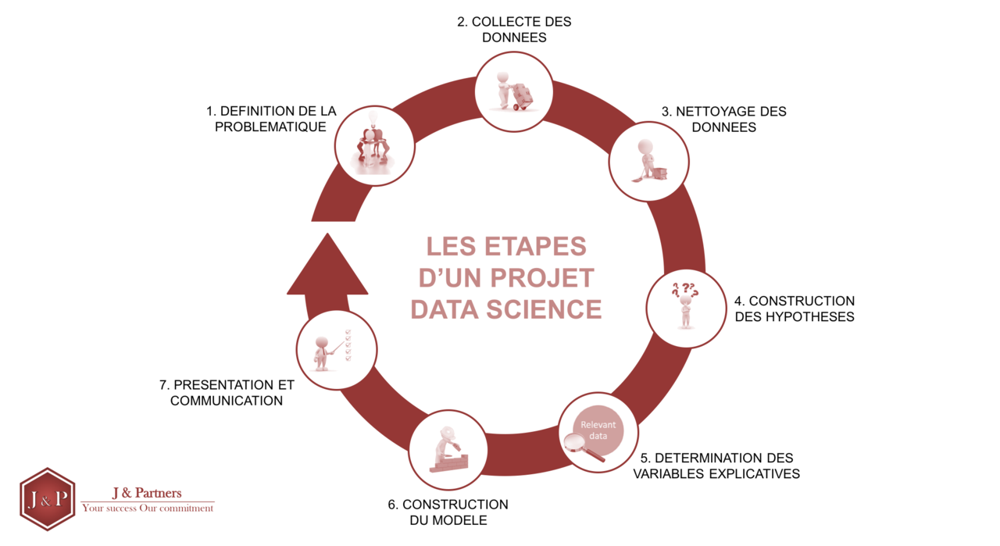 2. COLLECTE DES
DONNEES
1. DEFINITION DE LA
PROBLEMATIQUE
3. NETTOYAGE DES
DONNEES
LES ETAPES
D’UN PROJET
DATA SCIENCE
4. CONSTRUCTION
DES HYPOTHESES
7. PRESENTATION ET
COMMUNICATION
Relevant
data
5. DETERMINATION DES
VARIABLES EXPLICATIVES
6. CONSTRUCTION
DU MODELE
J & P
J & Partners
Your success Our commitment
? ? ? ?